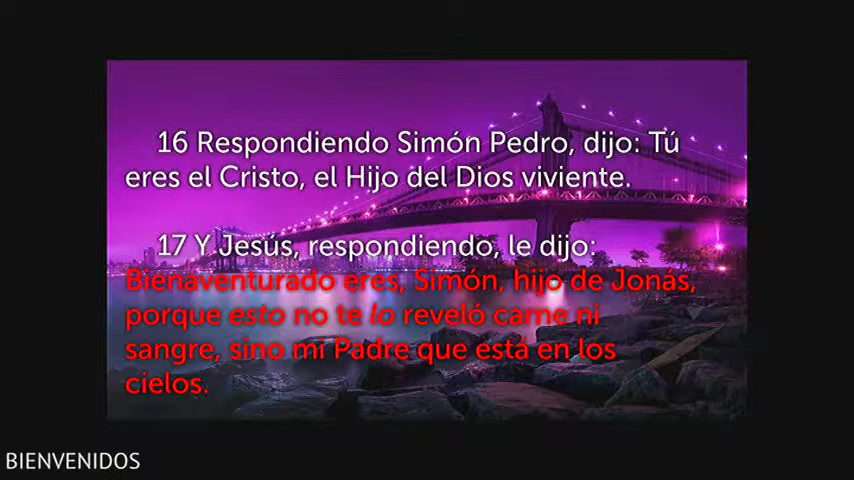 16 Respondiendo Simón Pedro, dijo: Tú
eres el Cristo, el Hijo del Dios viviente.
17 Y Jesús, respondiendo, le dijo:
Bienaventurado eres, Simón, hijo de Jonás,
porque esto no te lo reveló carne ni
sangre, sino mi Padre que está en los
cielos.
BIENVENIDOS